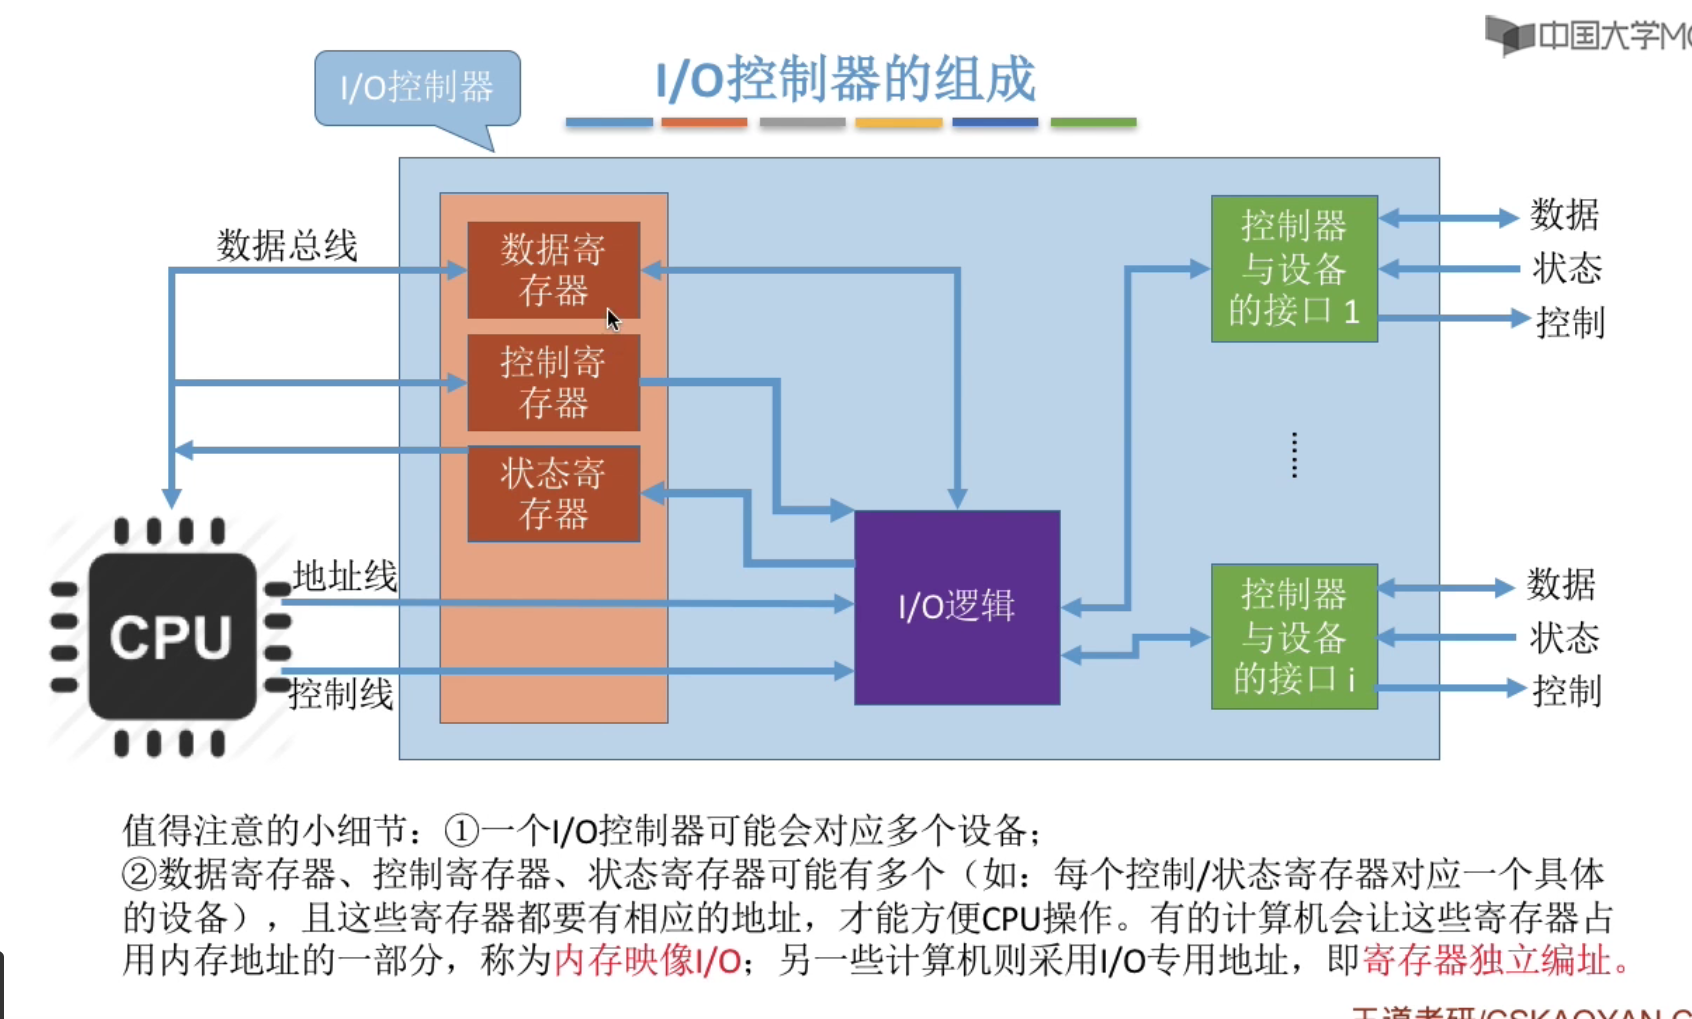 中国大学MO
I/O控制器
I/O控制器的组成
数据总线
数据寄
存器
控制寄
存器
状态寄
存器
地址线
CPU
控制线
I/O逻辑
控制器
与设备
的接口 1
数据
状态
控制
控制器
与设备
的接口 i
数据
状态
控制
值得注意的小细节：①一个I/O控制器可能会对应多个设备；
②数据寄存器、控制寄存器、状态寄存器可能有多个（如：每个控制/状态寄存器对应一个具体
的设备），且这些寄存器都要有相应的地址，才能方便CPU操作。有的计算机会让这些寄存器占
用内存地址的一部分，称为内存映像I/O；另一些计算机则采用I/O专用地址，即寄存器独立编址。
王道考研/CSKAOYAN.C